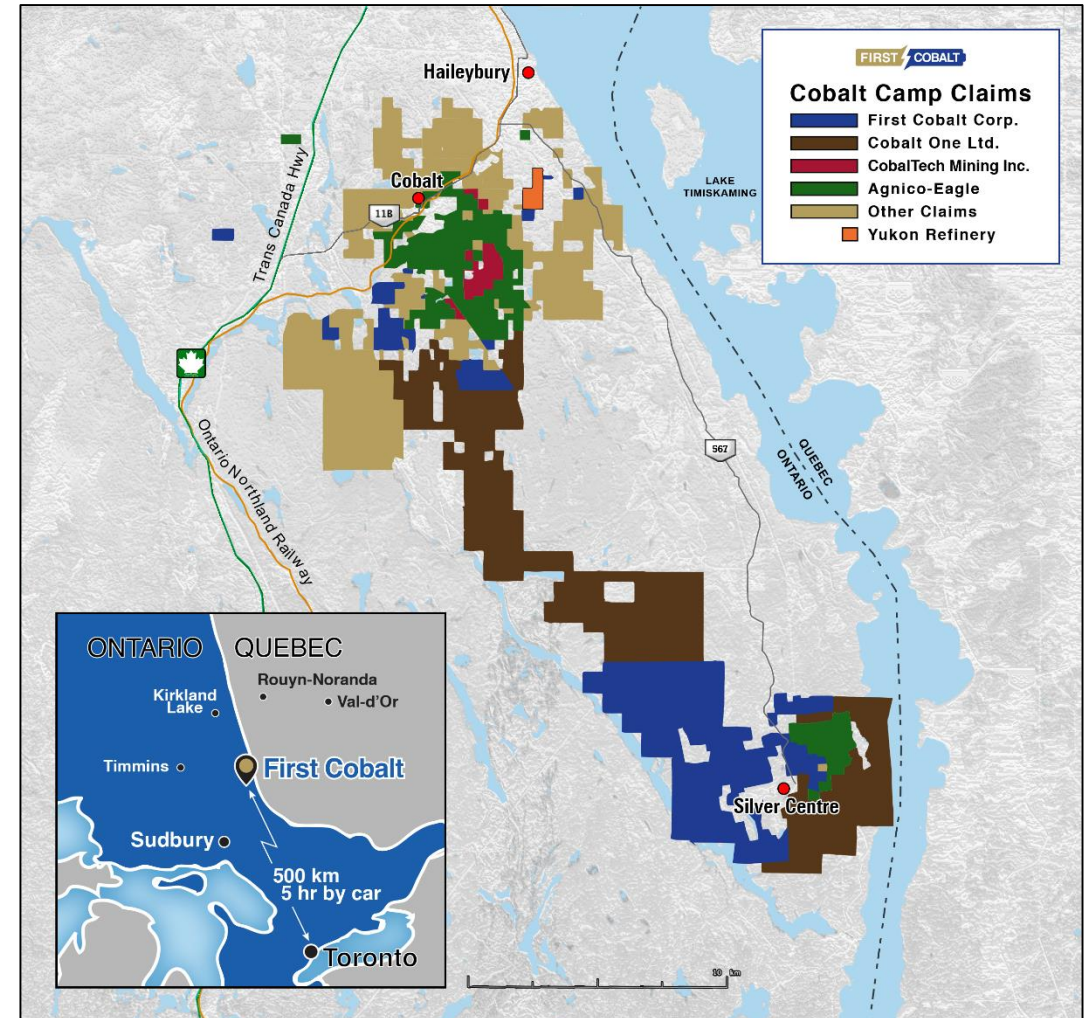 Haileybury
FIRST COBALT
Cobalt Camp Claims
First Cobalt Corp.
Cobalt One Ltd.
CobalTech Mining Inc.
Agnico-Eagle
Other Claims
Yukon Refinery
Cobalt
11B
LAKE
TIMISKAMING
Trans Canada Hwy
Ontario Northland Railway
567
QUEBEC
ONTARIO
Silver Centre
ONTARIO
QUEBEC
Rouyn-Noranda
Kirkland
Lake
Val-d'Or
Timmins
First Cobalt
Sudbury
500 km
5 hr by car
Toronto
10 km